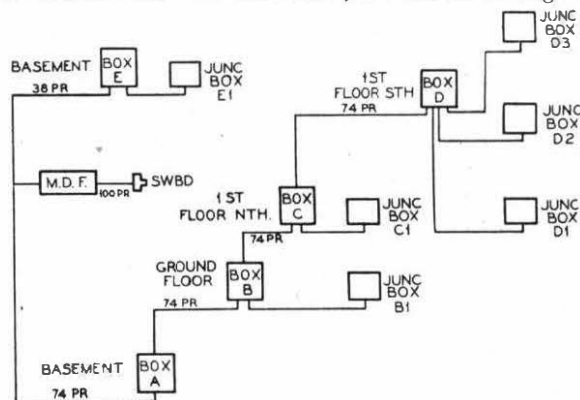 JUNC
BOX
D3
BASEMENT
BOX
E
JUNC
BOX
E1
38 PR
1ST
FLOOR STH
74 PR
BOX
D
JUNC
BOX
D2
M.D.F.
100 PR
SWBD
1ST
FLOOR NTH.
74 PR
BOX
C
JUNC
BOX
C1
JUNC
BOX
D1
GROUND
FLOOR
74 PR
BOX
B
JUNC
BOX
B1
BASEMENT
BOX
A
74 PR